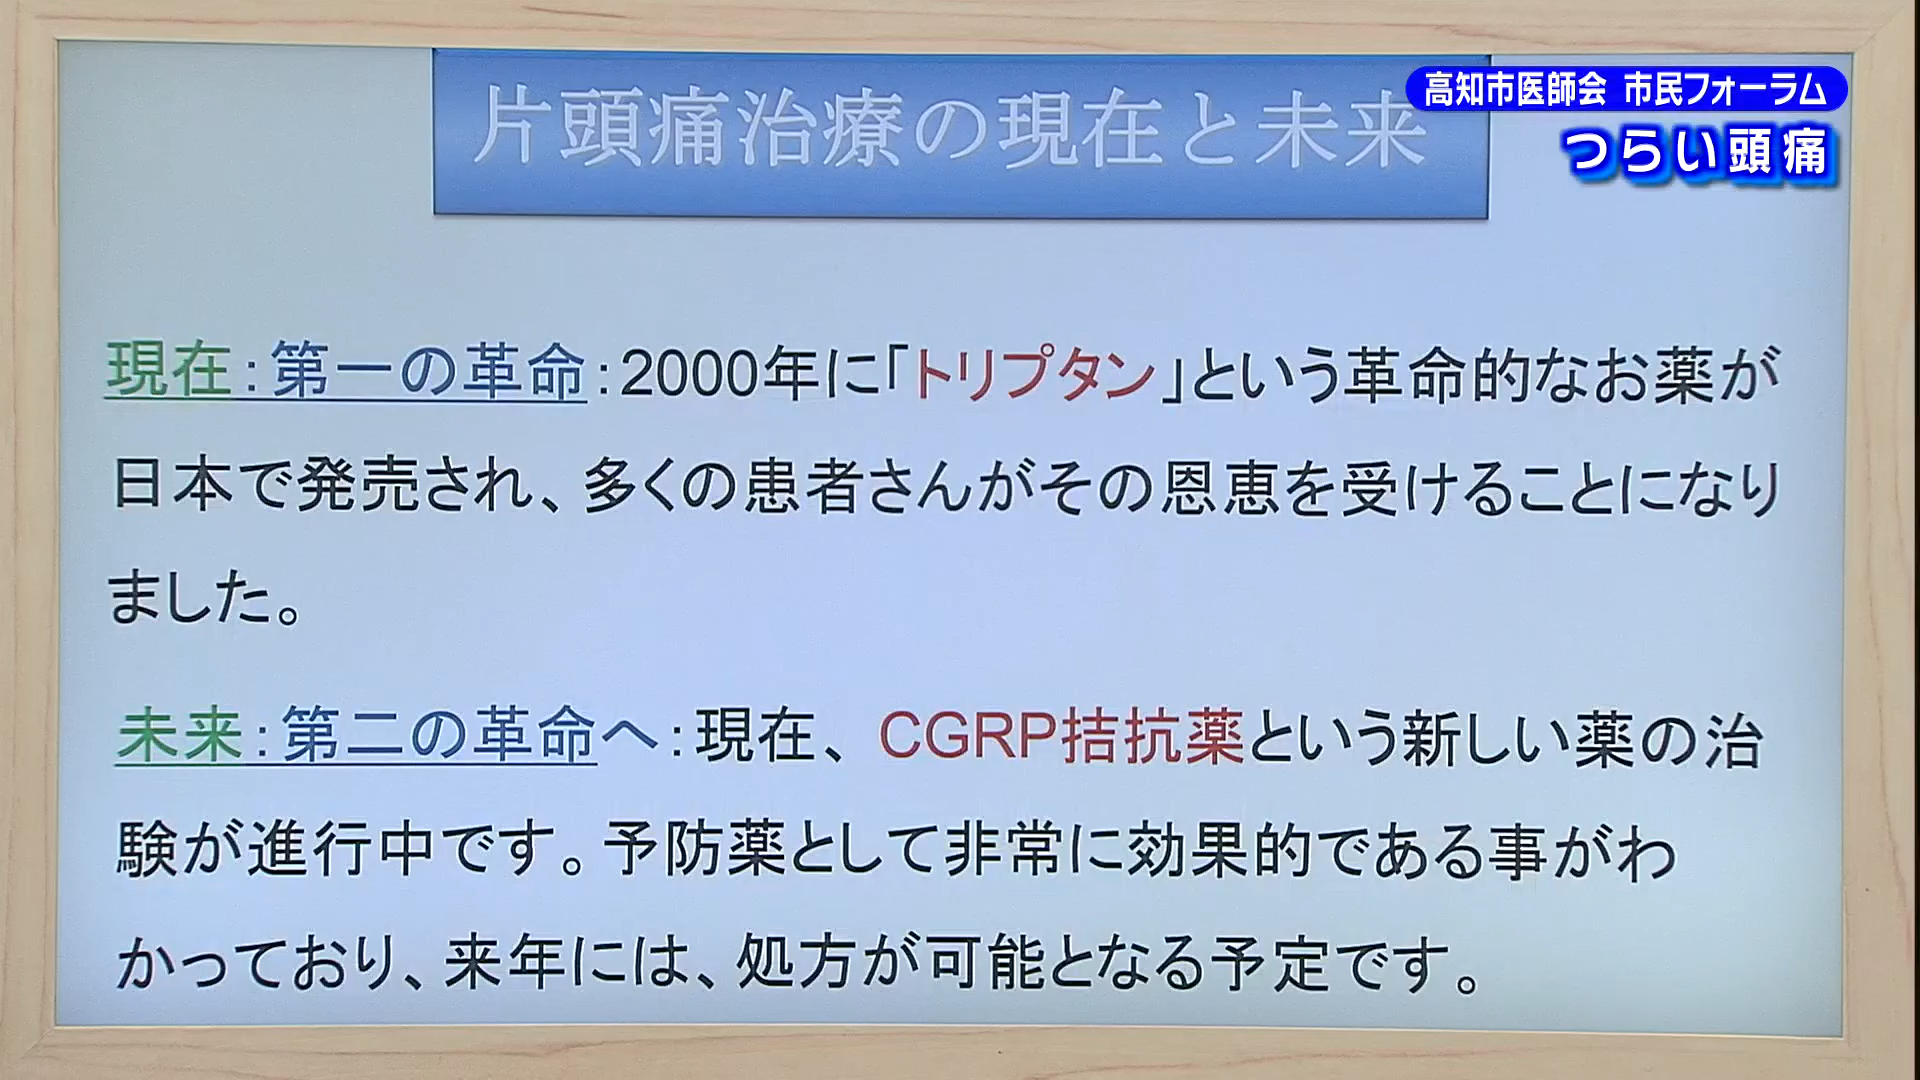 高知市医師会 市民フォーラム
つらい頭痛
片頭痛治療の現在と未来
現在：第一の革命：2000年に「トリプタン」という革命的なお薬が
日本で発売され、多くの患者さんがその恩恵を受けることになり
ました。
未来：第二の革命へ：現在、CGRP拮抗薬という新しい薬の治
験が進行中です。予防薬として非常に効果的である事がわ
かっており、来年には、処方が可能となる予定です。